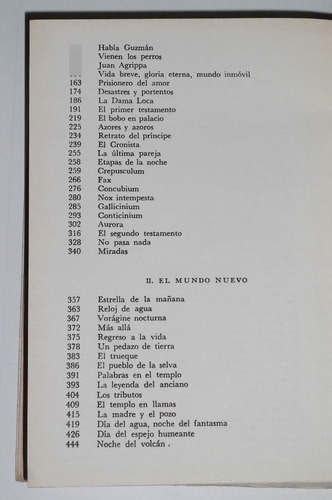 Habla Guzmán
Vienen los perros
Juan Agrippa
Vida breve, gloria eterna, mundo inmóvil
163 Prisionero del amor
174 Desastres y portentos
186 La Dama Loca
191 El primer testamento
219 El bobo en palacio
225 Azores y azoros
234 Retrato del príncipe
239 El Cronista
255 La última pareja
258 Etapas de la noche
259 Crepusculum
266 Fax
276 Concubium
280 Nox intempesta
285 Gallicinium
293 Conticinium
302 Aurora
316 El segundo testamento
328 No pasa nada
340 Miradas
II. EL MUNDO NUEVO
357 Estrella de la mañana
363 Reloj de agua
367 Vorágine nocturna
372 Más allá
375 Regreso a la vida
378 Un pedazo de tierra
383 El trueque
386 El pueblo de la selva
391 Palabras en el templo
393 La leyenda del anciano
404 Los tributos
409 El templo en llamas
415 La madre y el pozo
419 Día del agua, noche del fantasma
426 Día del espejo humeante
444 Noche del volcán .